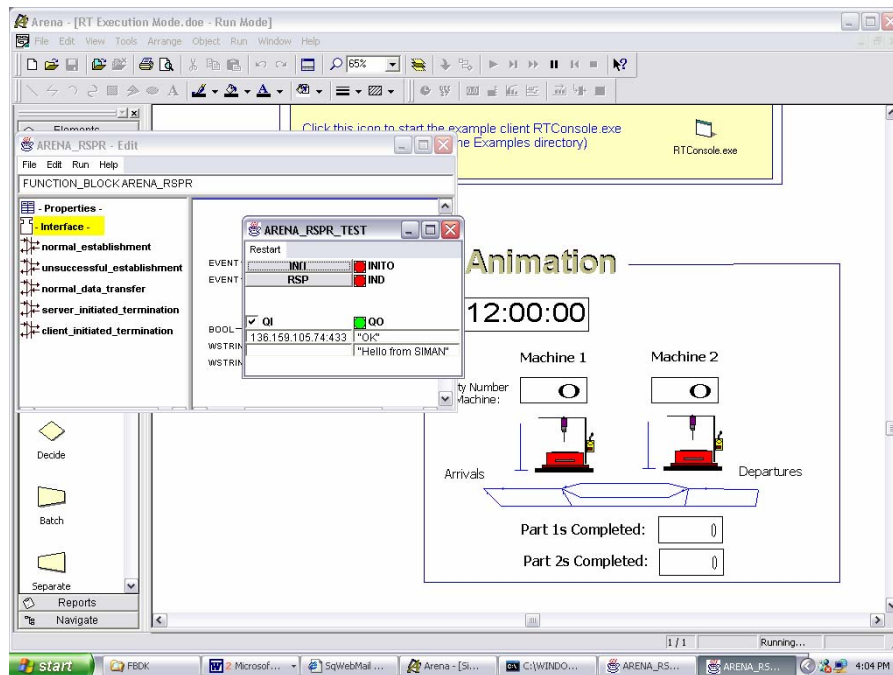 Arena - [RT Execution Mode.doe - Run Mode]
File Edit View Tools Arrange Object Run Window Help
65%
Elements
Click this icon to start the example client RTConsole.exe
he Examples directory)
RTConsole.exe
ARENA_RSPR - Edit
File Edit Run Help
FUNCTION_BLOCK ARENA_RSPR
- Properties -
- Interface -
normal_establishment
unsuccessful_establishment
normal_data_transfer
server_initiated_termination
client_initiated_termination
EVENT
EVENT
BOOL
WSTRIN
WSTRIN
ARENA_RSPR_TEST
Restart
INIT INITO
RSP IND
QI QO
136.159.105.74:433 "OK"
"Hello from SIMAN"
Animation
12:00:00
Machine 1 Machine 2
ty Number
Machine:
0 0
Arrivals Departures
Part 1s Completed: 0
Part 2s Completed: 0
Decide
Batch
Separate
Reports
Navigate
1 / 1 Running...
start FBDK 2 Microsof... SqWebMail ... Arena - [Si... C:\WINDO... ARENA_RS... ARENA_RS... 4:04 PM